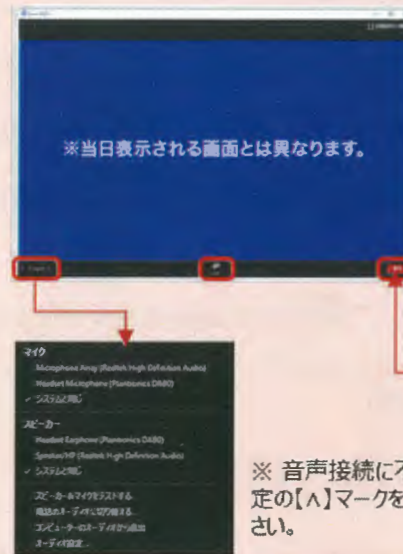 ※当日表示される画面とは異なります。
マイク
Microphone Array (Realtek High Definition Audio)
Headset Microphone (Plantronics DA80)
✓ システムと同じ
スピーカー
Headset Earphone (Plantronics DA80)
Speaker/HP (Realtek High Definition Audio)
✓ システムと同じ
スピーカー&マイクをテストする...
電話のオーディオに切り替える...
コンピューターのオーディオから退出
オーディオ設定...
※ 音声接続に不
定の【∧】マークを
さい。